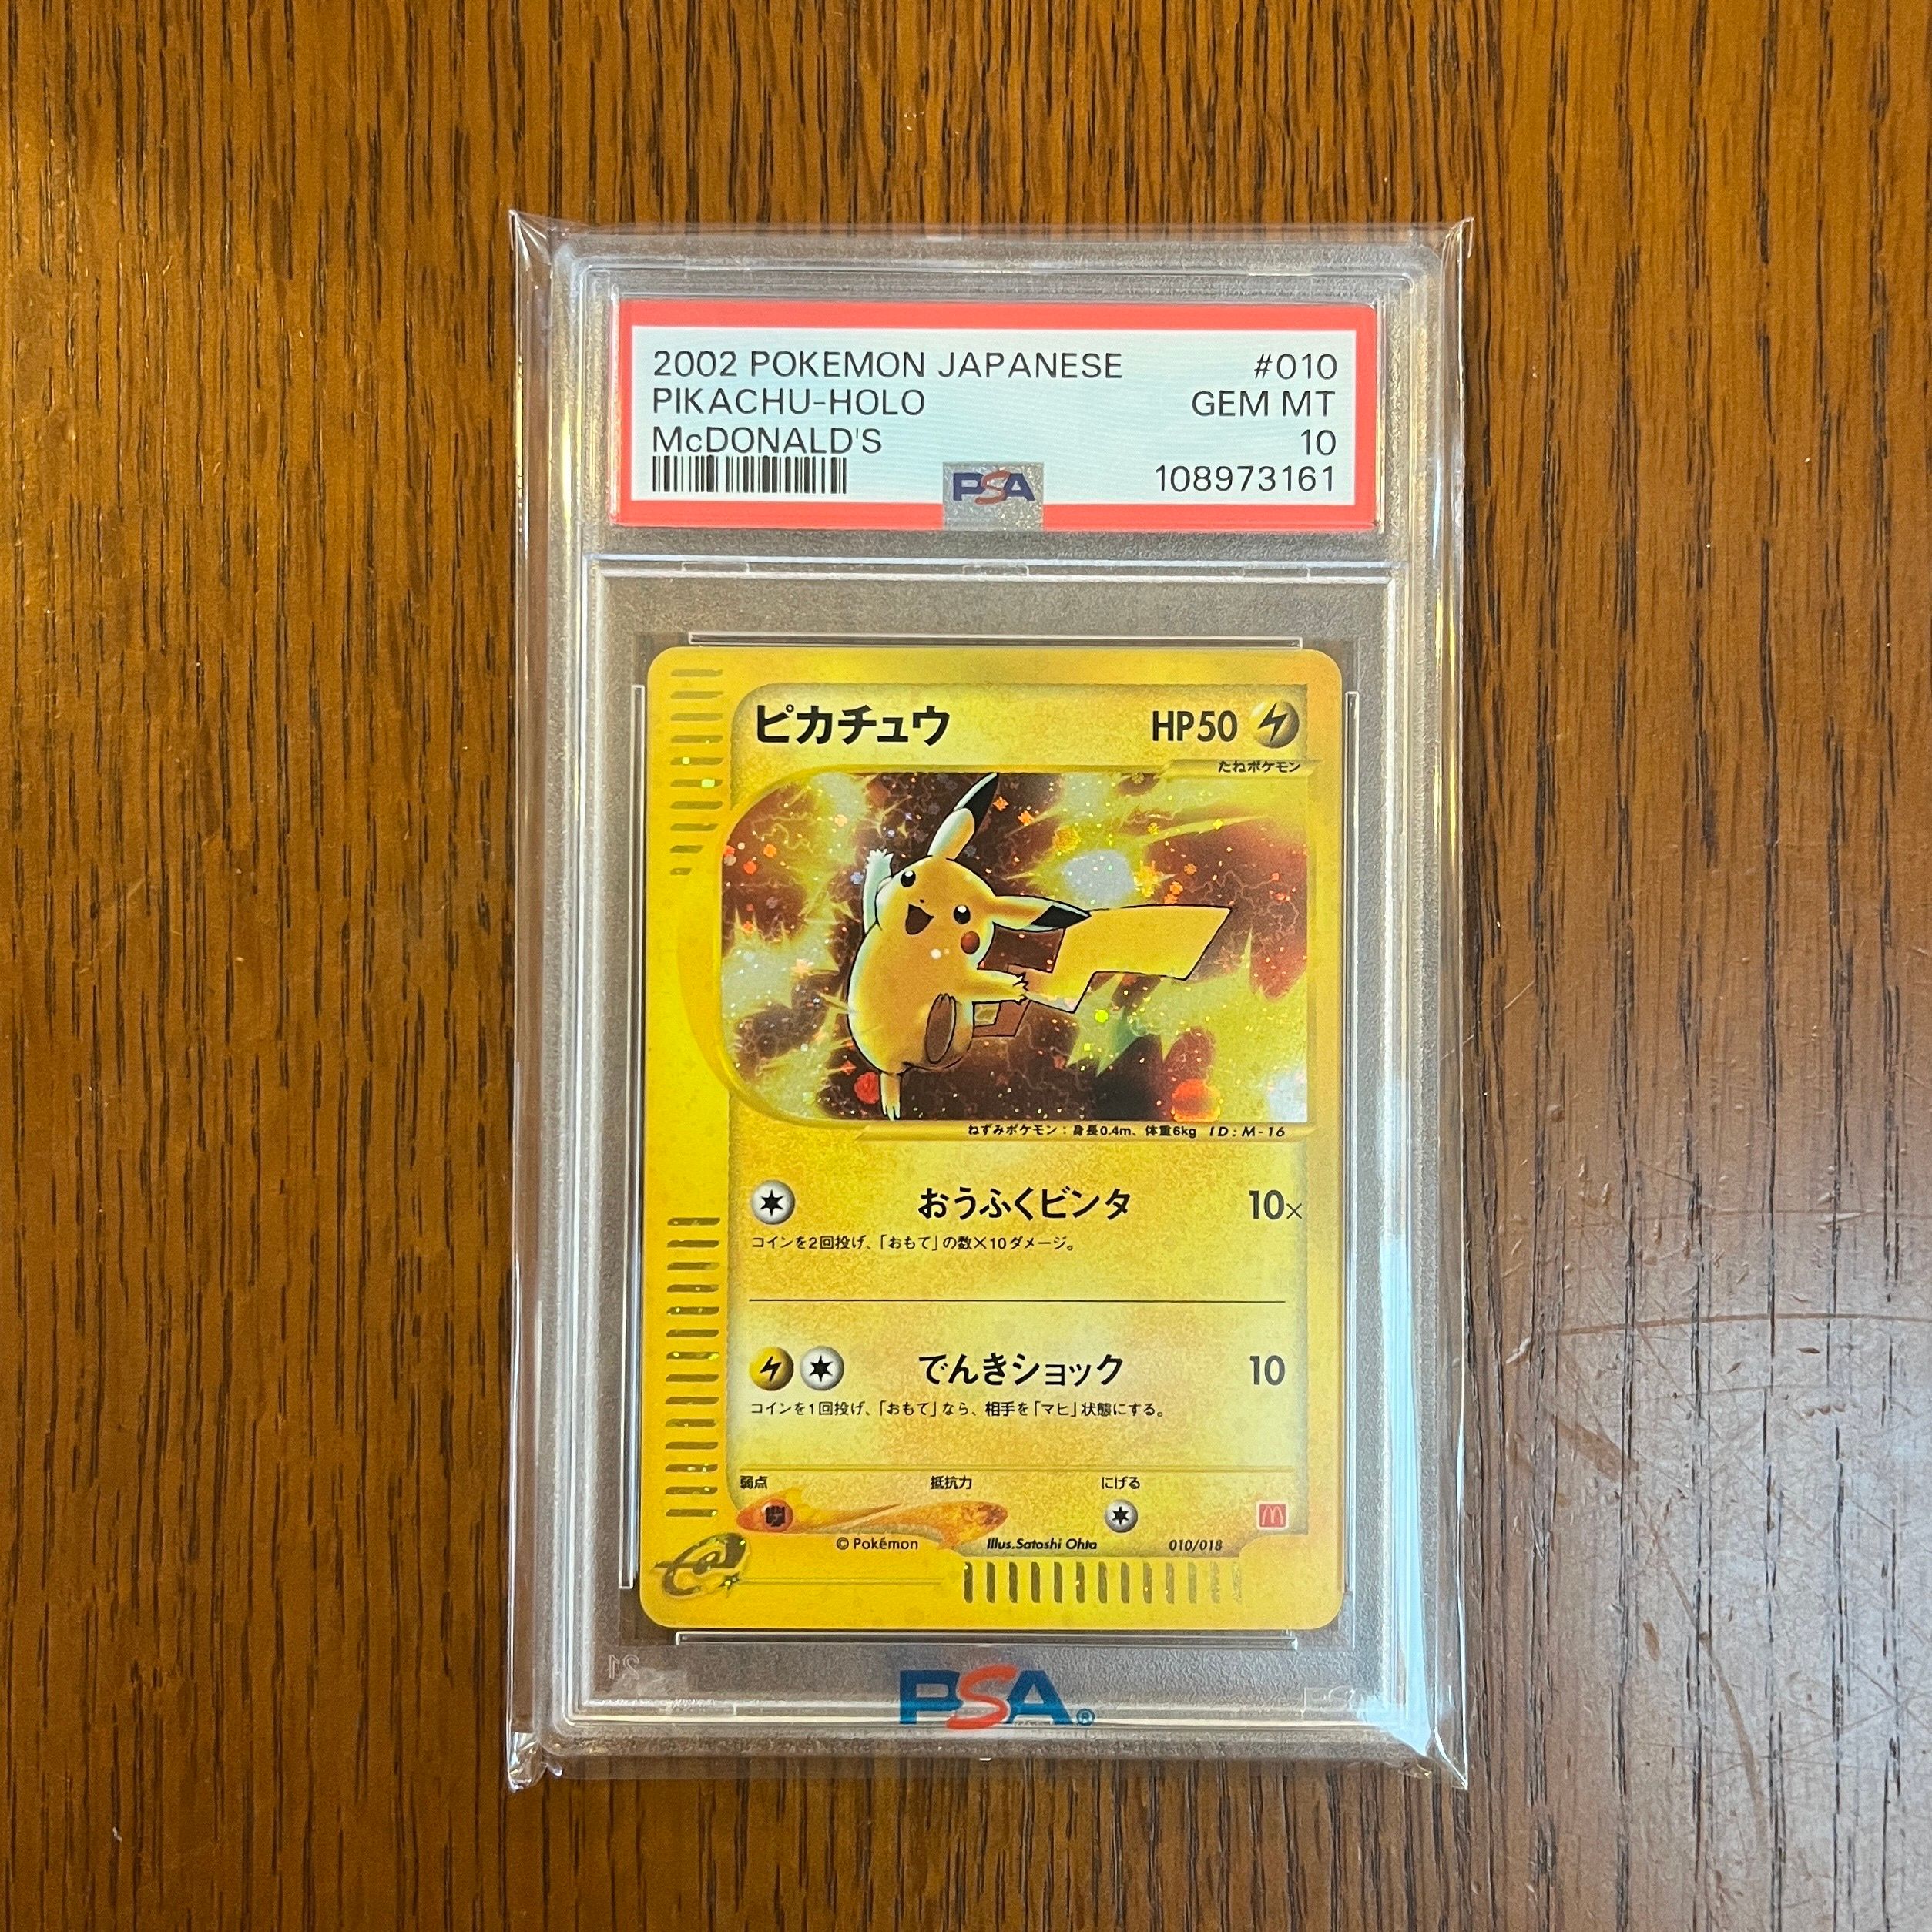 2002 POKEMON JAPANESE #010
PIKACHU-HOLO GEM MT
McDONALD'S 10
PSA 108973161
ピカチュウ HP50
たねポケモン
ねずみポケモン：身長0.4m、体重6kg ID:M-16
おうふくビンタ 10×
コインを2回投げ、「おもて」の数×10ダメージ。
でんきショック 10
コインを1回投げ、「おもて」なら、相手を「マヒ」状態にする。
弱点 抵抗力 にげる
©Pokémon Illus.Satoshi Ohta 010/018
e
21
PSA®